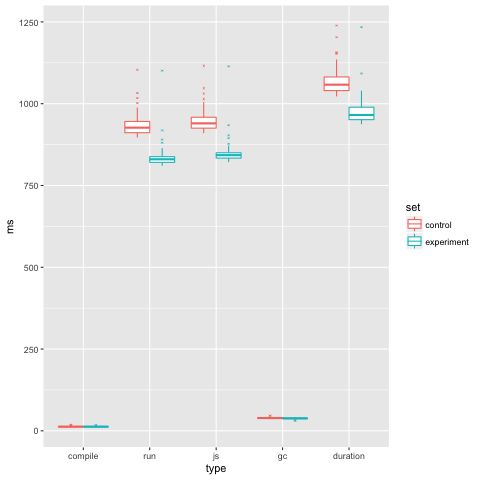 1250
1000
750
500
250
0
ms
compile run js gc duration
type
set
control
experiment